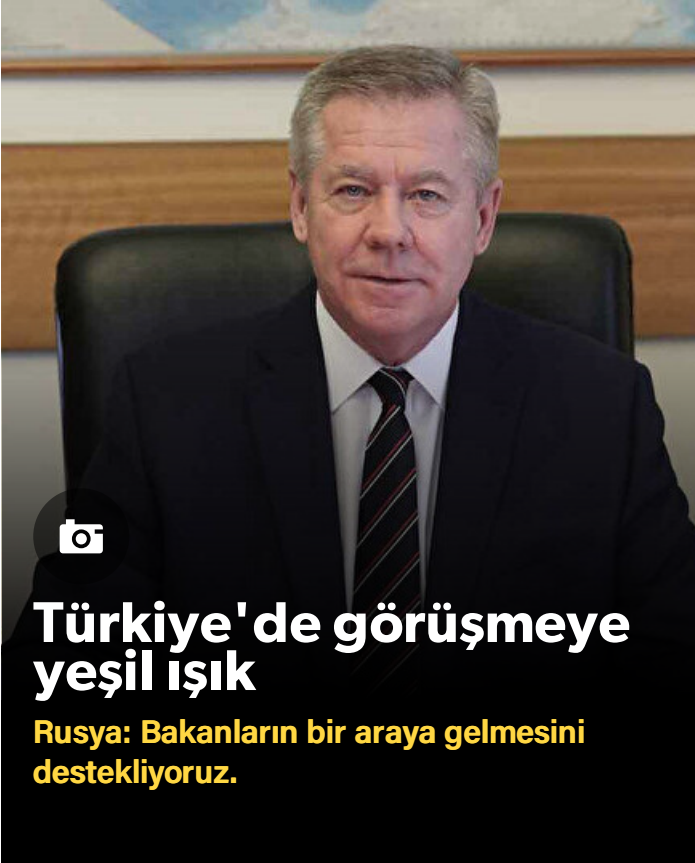 Türkiye'de görüşmeye
yeşil ışık
Rusya: Bakanların bir araya gelmesini
destekliyoruz.